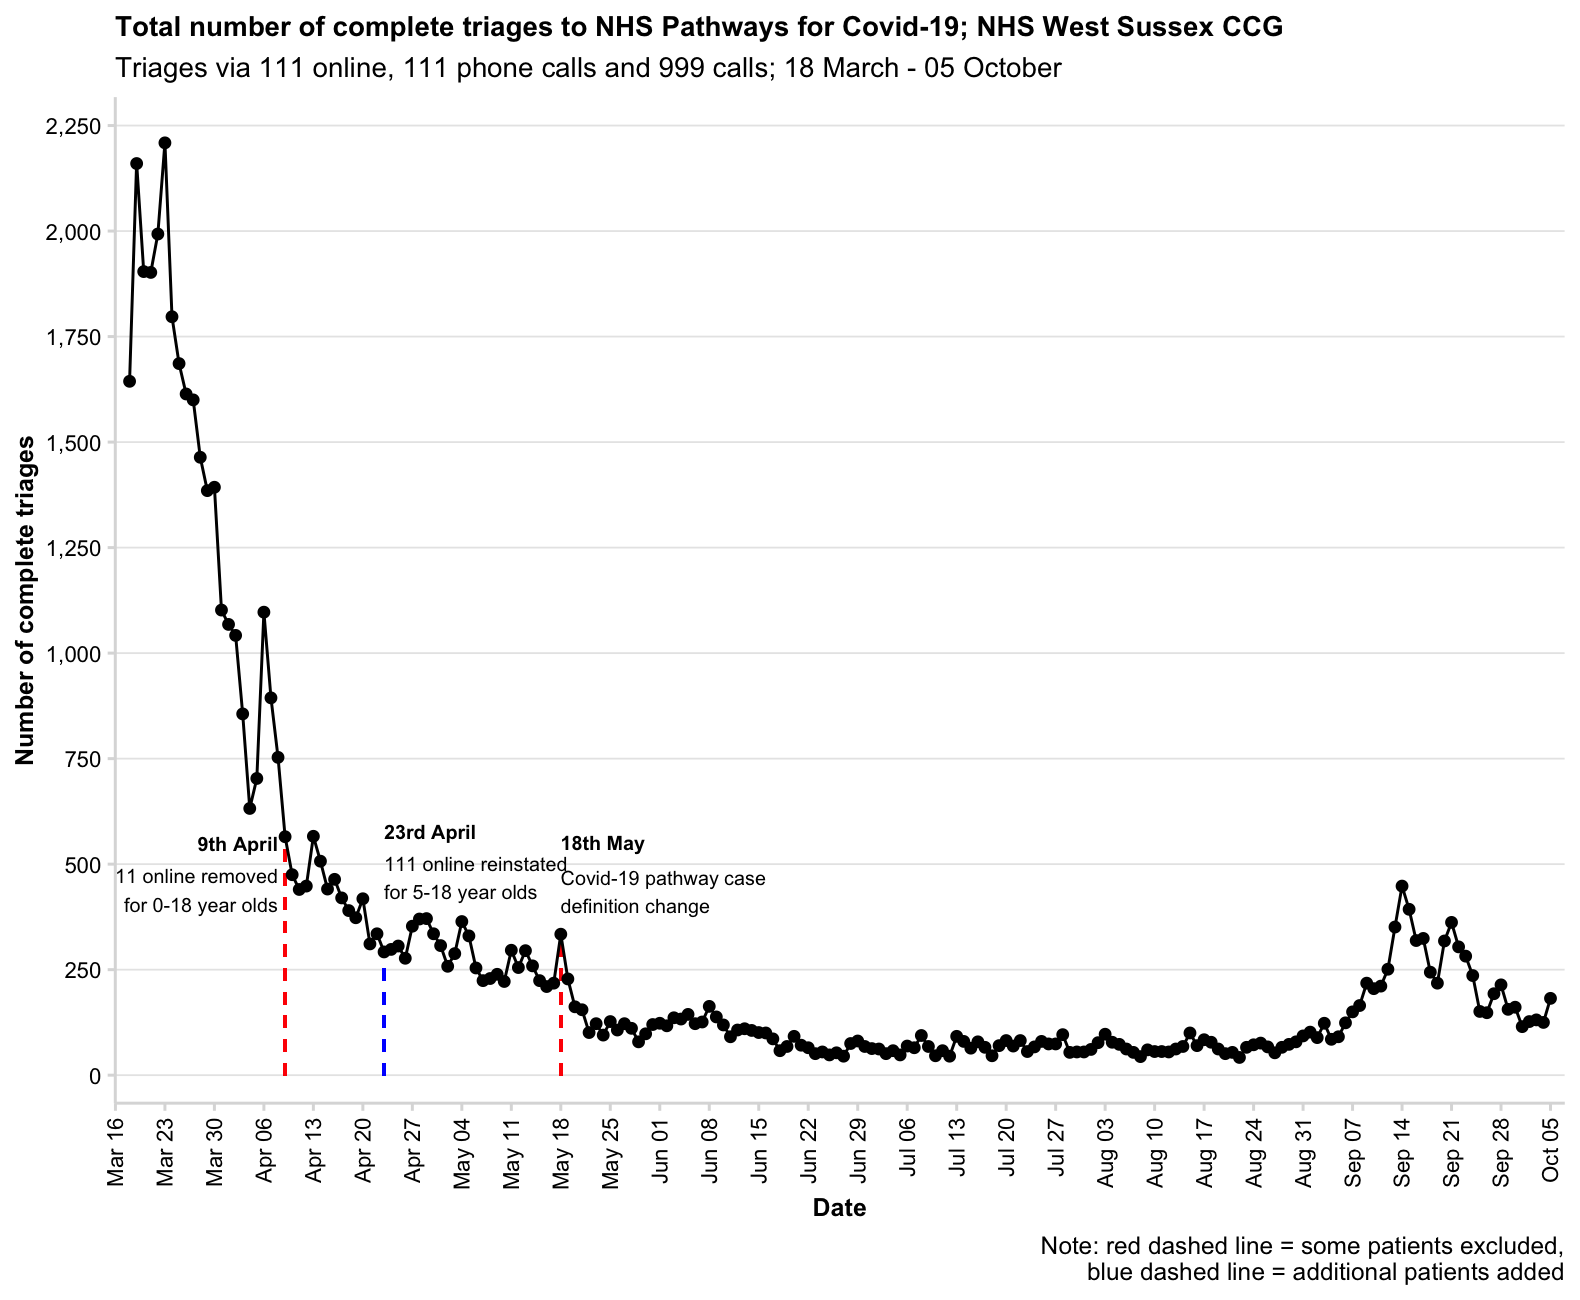 Total number of complete triages to NHS Pathways for Covid-19; NHS West Sussex CCG
Triages via 111 online, 111 phone calls and 999 calls; 18 March - 05 October
Number of complete triages
2,250
2,000
1,750
1,500
1,250
1,000
750
500
250
0
9th April
11 online removed
for 0-18 year olds
23rd April
111 online reinstated
for 5-18 year olds
18th May
Covid-19 pathway case
definition change
Mar 16
Mar 23
Mar 30
Apr 06
Apr 13
Apr 20
Apr 27
May 04
May 11
May 18
May 25
Jun 01
Jun 08
Jun 15
Jun 22
Jun 29
Jul 06
Jul 13
Jul 20
Jul 27
Aug 03
Aug 10
Aug 17
Aug 24
Aug 31
Sep 07
Sep 14
Sep 21
Sep 28
Oct 05
Date
Note: red dashed line = some patients excluded,
blue dashed line = additional patients added